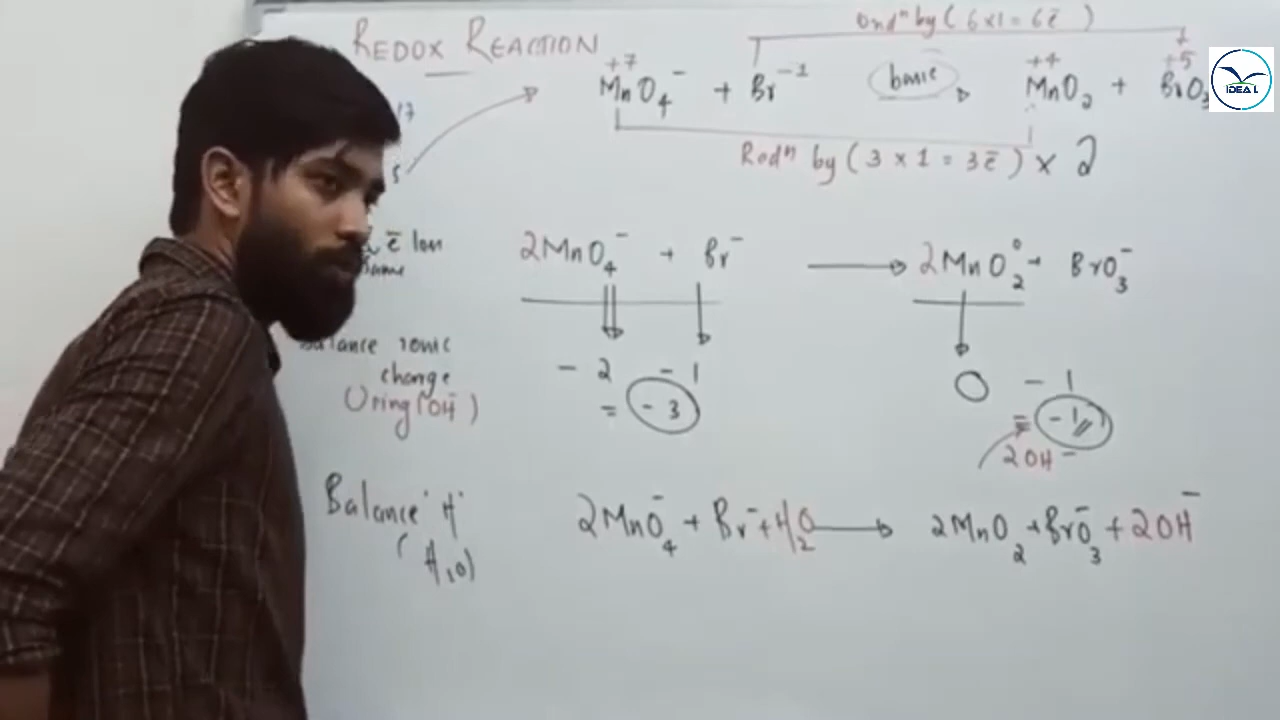 REDOX REACTION
Oxdⁿ by ( 6 x 1 = 6e̅ )
+7 +4 +5
MnO₄⁻ + Br⁻¹ basic → MnO₂ + BrO₃
Redⁿ by ( 3 x 1 = 3e̅ ) x 2
2MnO₄⁻ + Br⁻ → 2MnO₂⁰ + BrO₃⁻
- 2 - 1 0 - 1
= - 3 = - 1
Balance ionic
charge
Using (OH⁻)
2OH⁻
Balance 'H'
( H₂O)
2MnO₄⁻ + Br⁻ + H₂O → 2MnO₂ + BrO₃⁻ + 2OH⁻
IDEAL